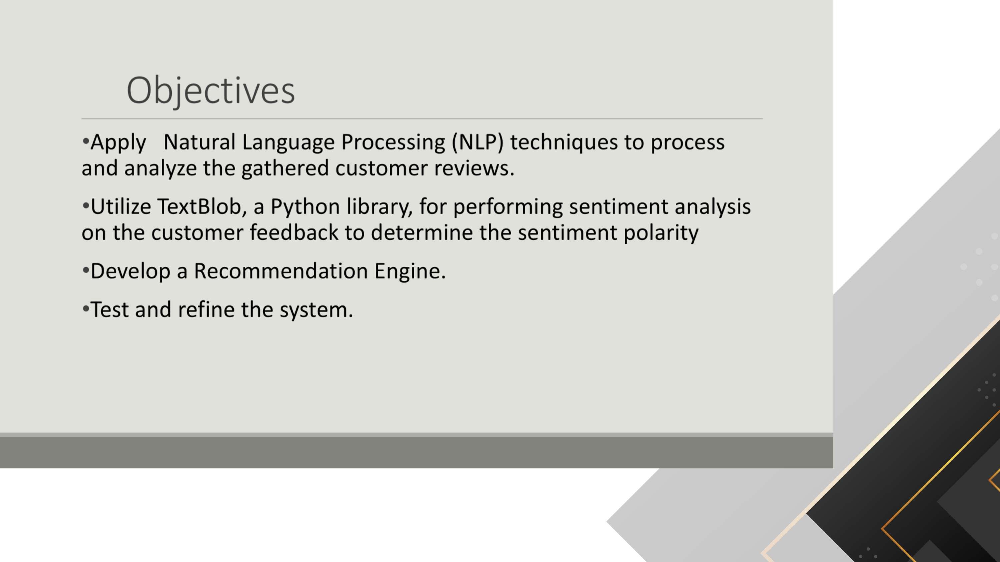 Objectives
•Apply   Natural Language Processing (NLP) techniques to process
and analyze the gathered customer reviews.
•Utilize TextBlob, a Python library, for performing sentiment analysis
on the customer feedback to determine the sentiment polarity
•Develop a Recommendation Engine.
•Test and refine the system.